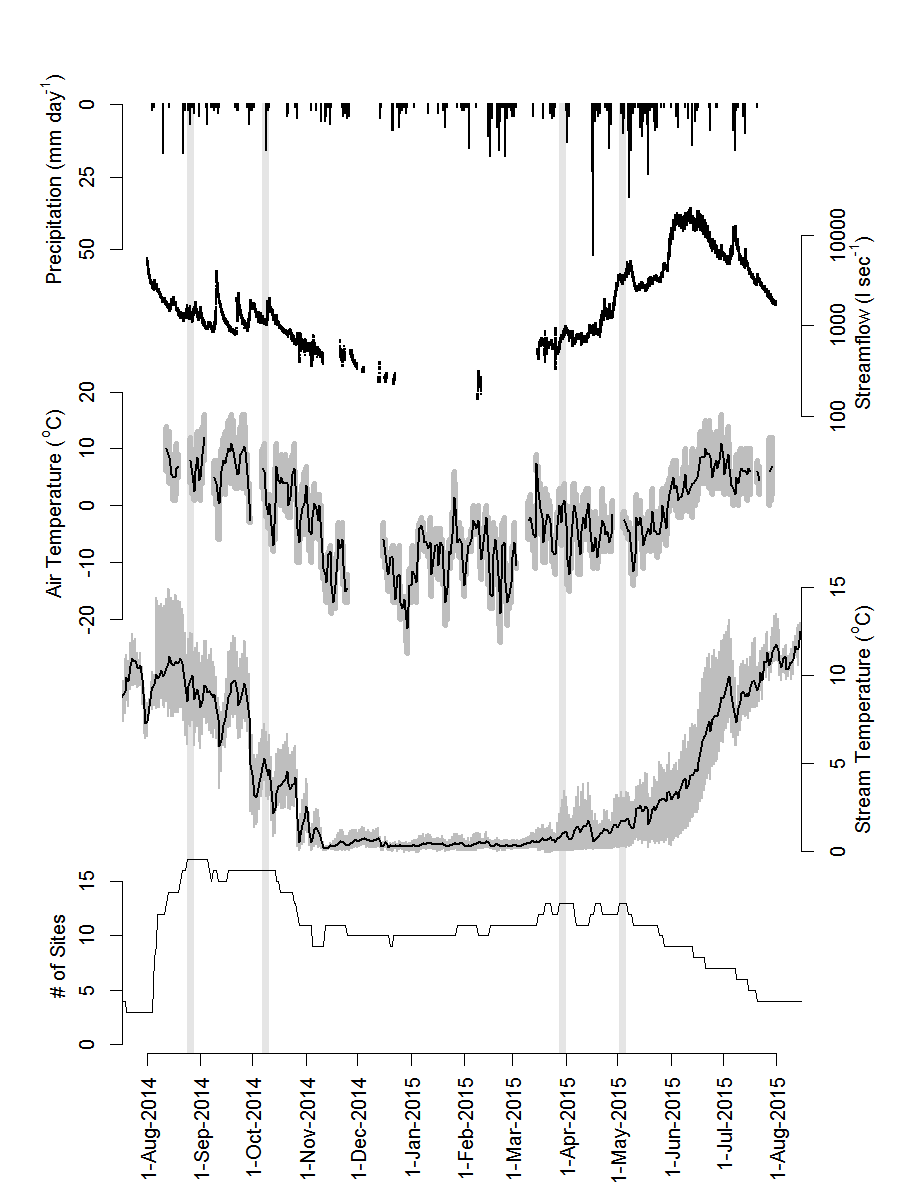 Precipitation (mm day-1)
0
25
50
Streamflow (l sec-1)
10000
1000
100
Air Temperature (oC)
20
10
0
-10
-20
Stream Temperature (oC)
15
10
5
0
# of Sites
15
10
5
0
1-Aug-2014
1-Sep-2014
1-Oct-2014
1-Nov-2014
1-Dec-2014
1-Jan-2015
1-Feb-2015
1-Mar-2015
1-Apr-2015
1-May-2015
1-Jun-2015
1-Jul-2015
1-Aug-2015